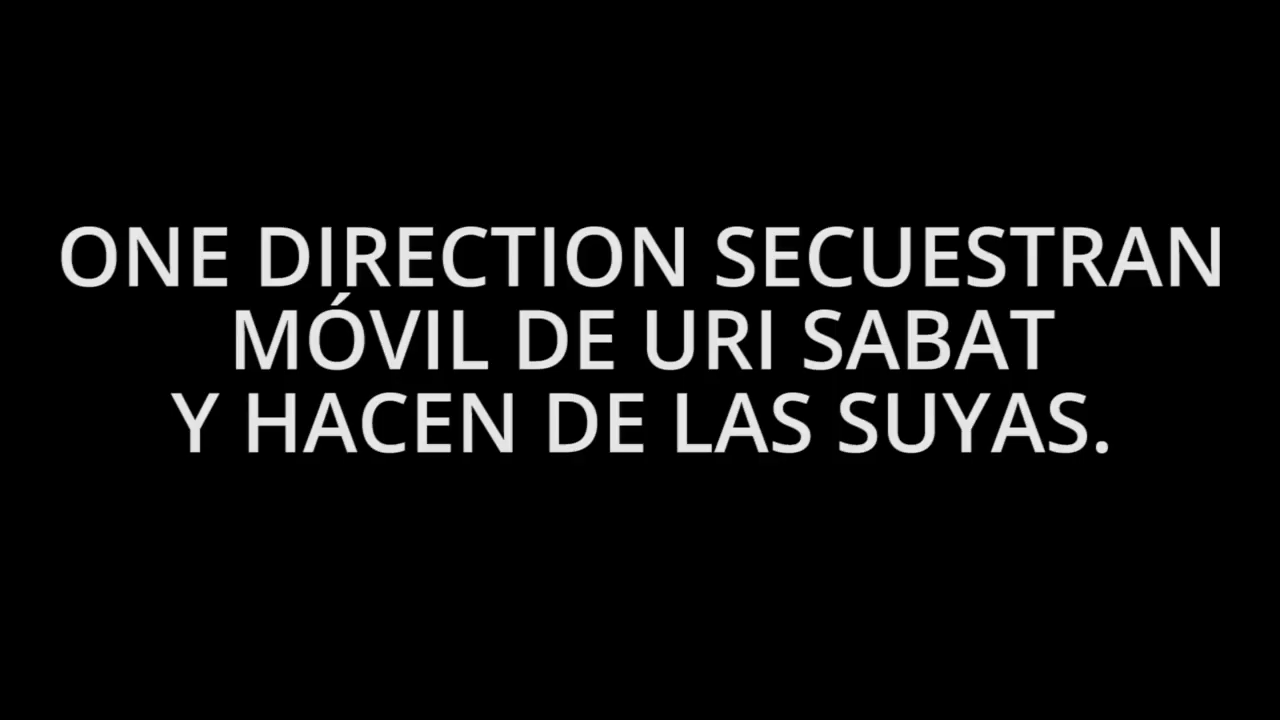 ONE DIRECTION SECUESTRAN
MÓVIL DE URI SABAT
Y HACEN DE LAS SUYAS.